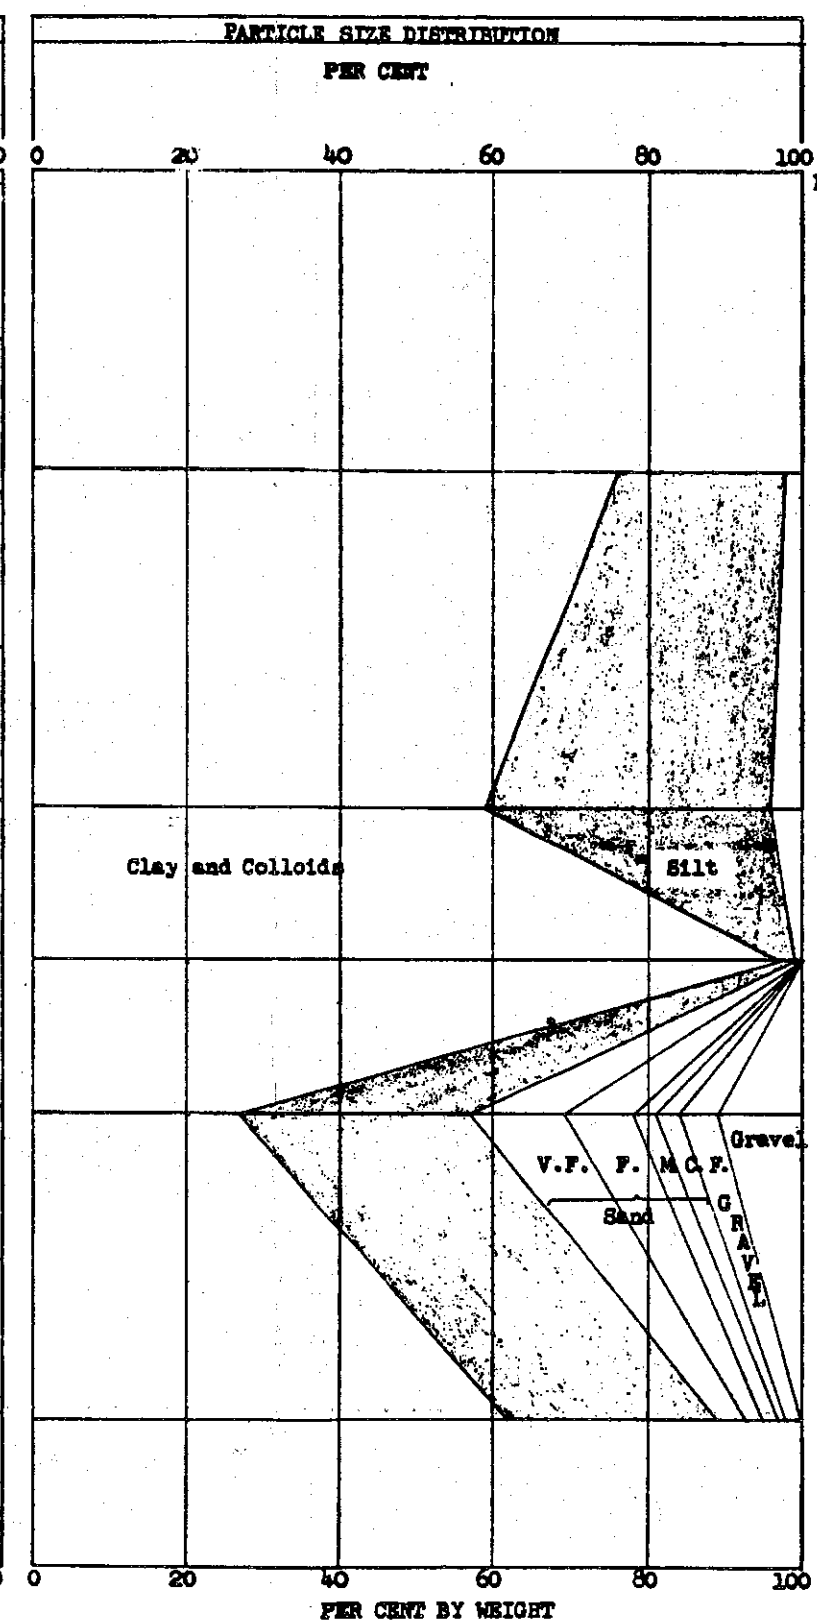 PARTICLE SIZE DISTRIBUTION
PER CENT
0 20 40 60 80 100
Clay and Colloids Silt
Gravel
V.F. F. M. C. F.
Sand
GRAVEL
0 20 40 60 80 100
PER CENT BY WEIGHT